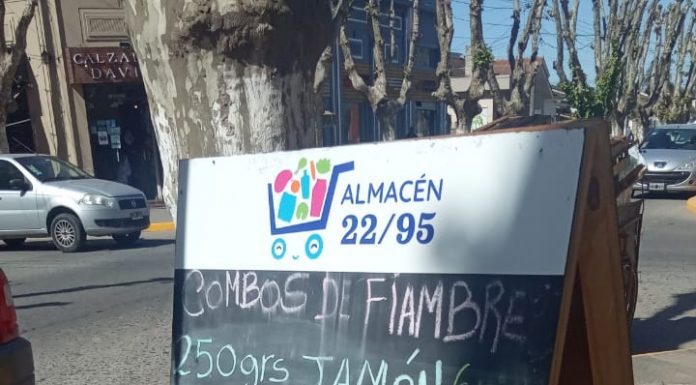 CALZA
DAVI
ALMACÉN
22/95
COMBOS DE FIAMBRE
250grs JAMÓN